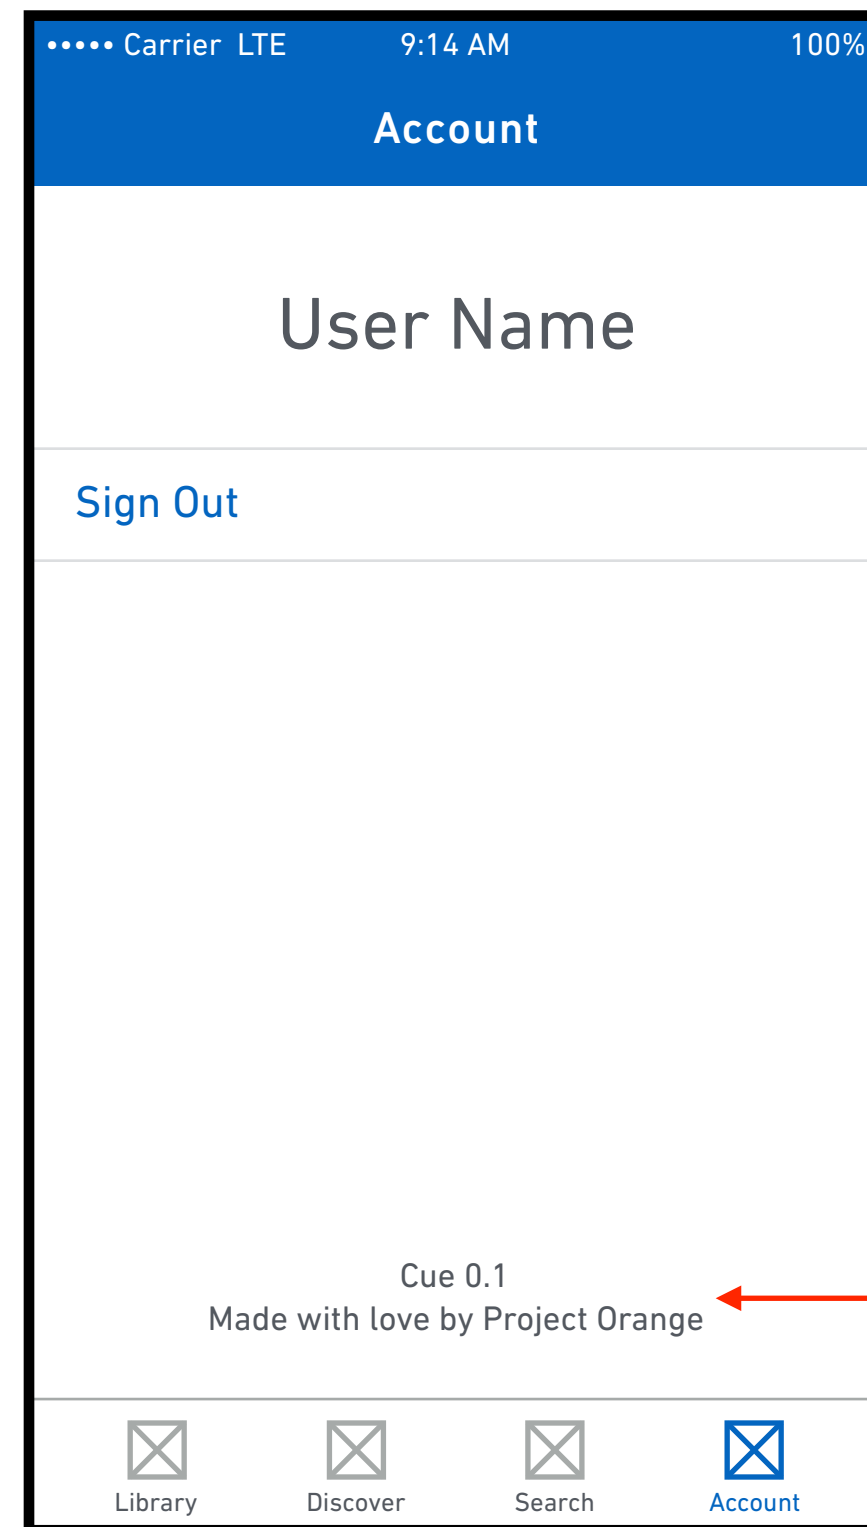 ••••• Carrier LTE 9:14 AM 100%
Account
User Name
Sign Out
Cue 0.1
Made with love by Project Orange
Library Discover Search Account